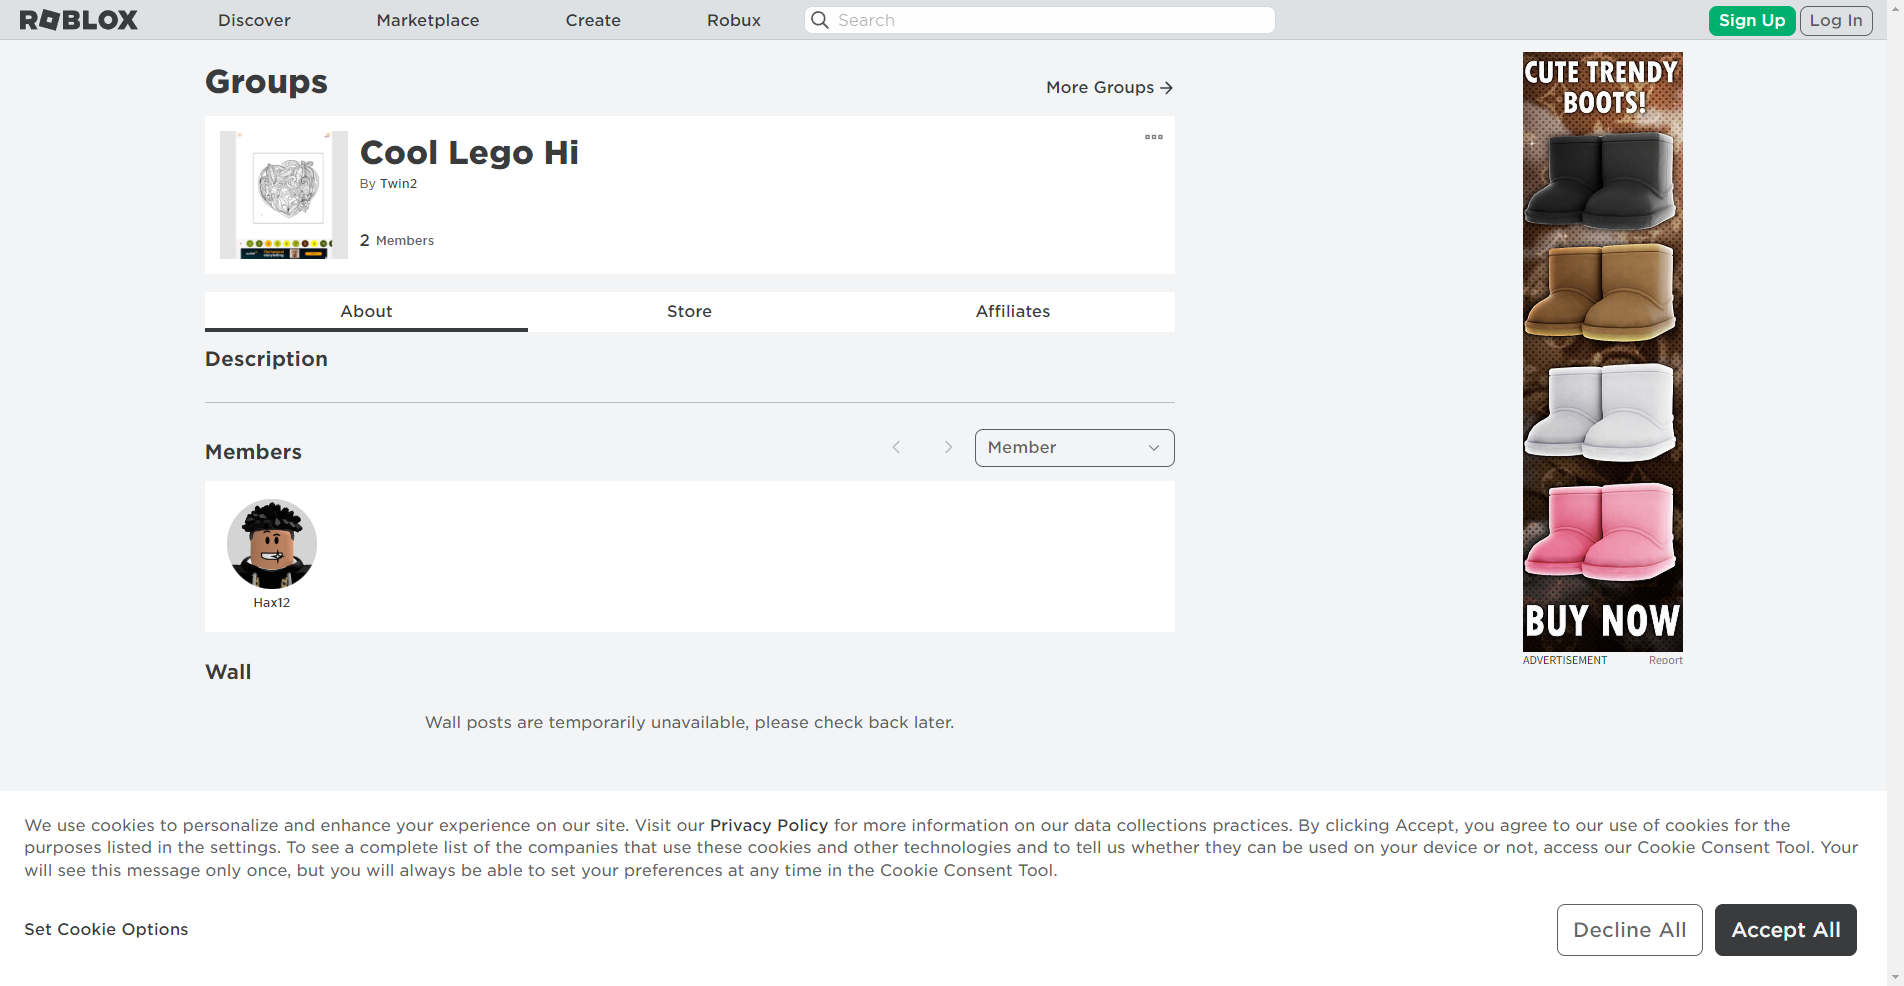 ROBLOX
Discover
Marketplace
Create
Robux
Search
Sign Up
Log In
Groups
More Groups
Cool Lego Hi
By Twin2
2 Members
About
Store
Affiliates
Description
Members
Member
Hax12
Wall
Wall posts are temporarily unavailable, please check back later.
CUTE TRENDY
BOOTS!
BUY NOW
ADVERTISEMENT
Report
We use cookies to personalize and enhance your experience on our site. Visit our Privacy Policy for more information on our data collections practices. By clicking Accept, you agree to our use of cookies for the
purposes listed in the settings. To see a complete list of the companies that use these cookies and other technologies and to tell us whether they can be used on your device or not, access our Cookie Consent Tool. Your
will see this message only once, but you will always be able to set your preferences at any time in the Cookie Consent Tool.
Set Cookie Options
Decline All
Accept All